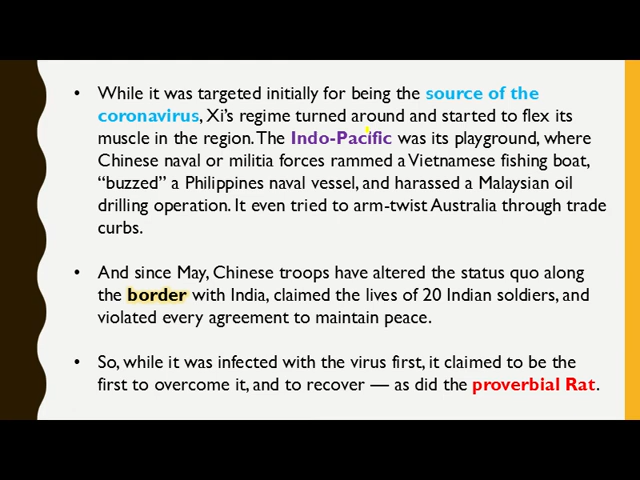 • While it was targeted initially for being the source of the
coronavirus, Xi's regime turned around and started to flex its
muscle in the region. The Indo-Pacific was its playground, where
Chinese naval or militia forces rammed a Vietnamese fishing boat,
“buzzed” a Philippines naval vessel, and harassed a Malaysian oil
drilling operation. It even tried to arm-twist Australia through trade
curbs.
• And since May, Chinese troops have altered the status quo along
the border with India, claimed the lives of 20 Indian soldiers, and
violated every agreement to maintain peace.
• So, while it was infected with the virus first, it claimed to be the
first to overcome it, and to recover — as did the proverbial Rat.